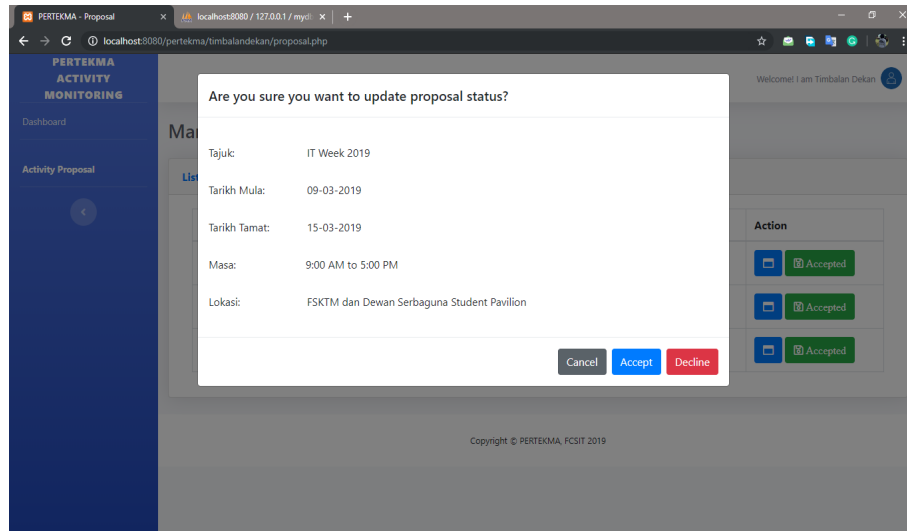 PERTEKMA - Proposal
localhost:8080 / 127.0.0.1 / mydb
localhost:8080/pertekma/timbalandekan/proposal.php
PERTEKMA
ACTIVITY
MONITORING
Welcome! I am Timbalan Dekan
Dashboard
Activity Proposal
Are you sure you want to update proposal status?
Tajuk: IT Week 2019
Tarikh Mula: 09-03-2019
Tarikh Tamat: 15-03-2019
Masa: 9:00 AM to 5:00 PM
Lokasi: FSKTM dan Dewan Serbaguna Student Pavilion
Cancel Accept Decline
Action
Accepted
Accepted
Accepted
Copyright © PERTEKMA, FCSIT 2019